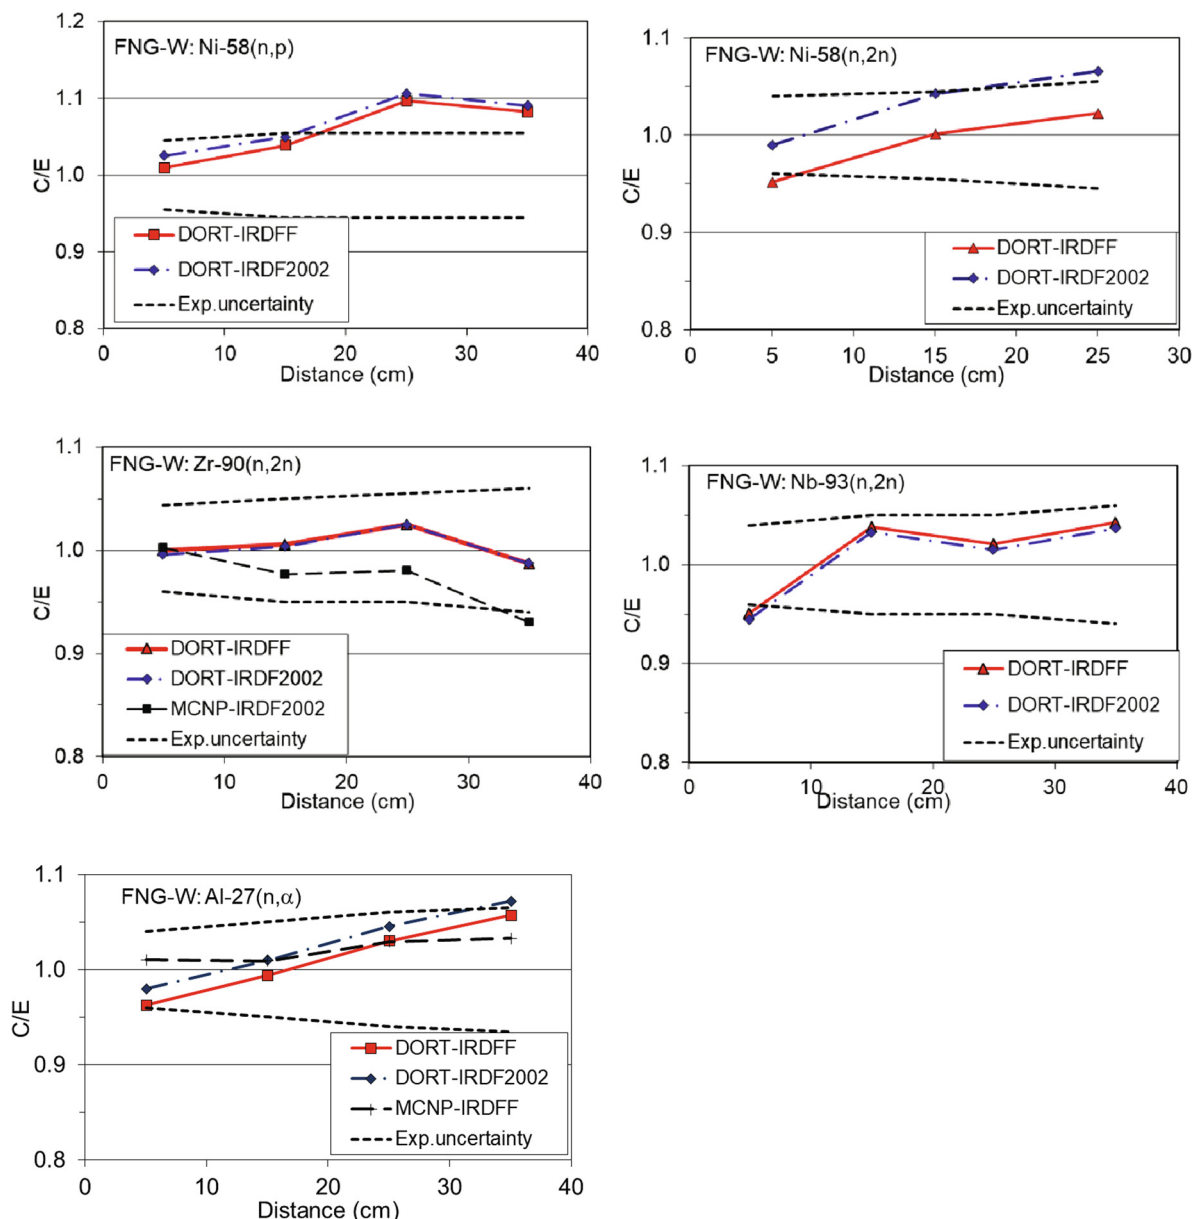 FNG-W: Ni-58(n,p)
1.2
1.1
1.0
0.9
0.8
C/E
DORT-IRDFF
DORT-IRDF2002
Exp.uncertainty
0 10 20 30 40
Distance (cm)
FNG-W: Ni-58(n,2n)
1.1
1.0
0.9
0.8
C/E
DORT-IRDFF
DORT-IRDF2002
Exp.uncertainty
5 10 15 20 25 30
Distance (cm)
FNG-W: Zr-90(n,2n)
1.1
1.0
0.9
0.8
C/E
DORT-IRDFF
DORT-IRDF2002
MCNP-IRDF2002
Exp.uncertainty
0 10 20 30 40
Distance (cm)
FNG-W: Nb-93(n,2n)
1.1
1.0
0.9
0.8
C/E
DORT-IRDFF
DORT-IRDF2002
Exp.uncertainty
0 10 20 30 40
Distance (cm)
FNG-W: Al-27(n,α)
1.1
1.0
0.9
0.8
C/E
DORT-IRDFF
DORT-IRDF2002
MCNP-IRDFF
Exp.uncertainty
0 10 20 30 40
Distance (cm)